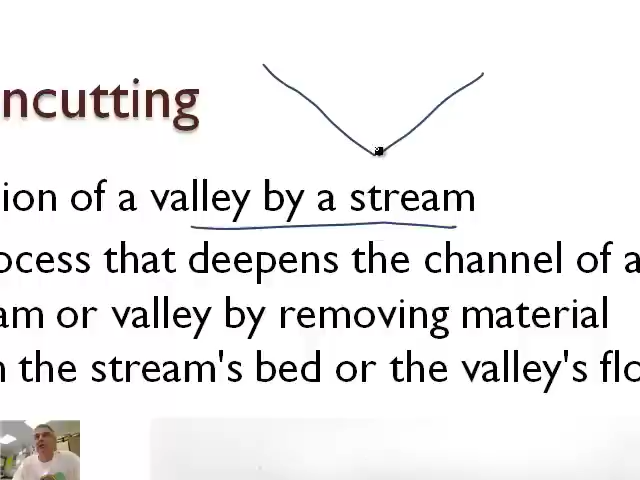 ncutting
ion of a valley by a stream
ocess that deepens the channel of a
am or valley by removing material
the stream's bed or the valley's flo